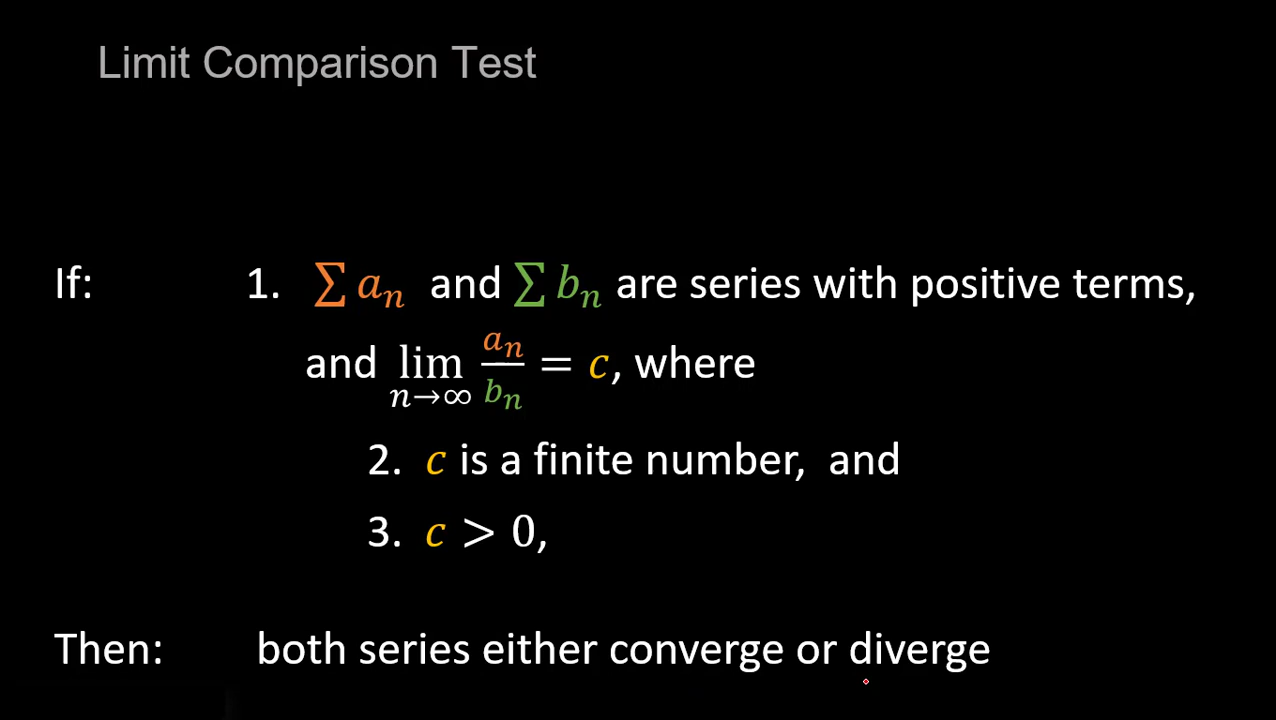 Limit Comparison Test
If: 1. ∑ aₙ and ∑ bₙ are series with positive terms,
and lim n→∞ aₙ/bₙ = c, where
2. c is a finite number, and
3. c > 0,
Then: both series either converge or diverge